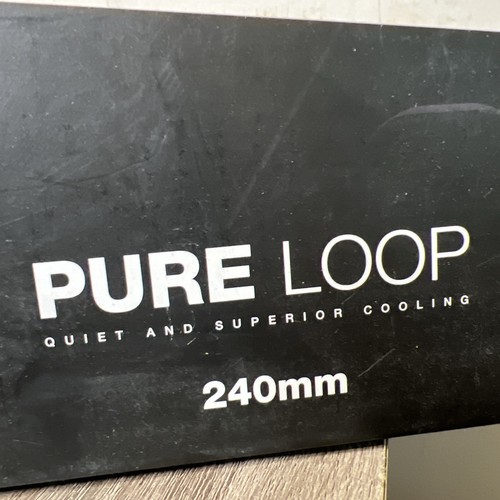 PURE LOOP
QUIET AND SUPERIOR COOLING
240mm